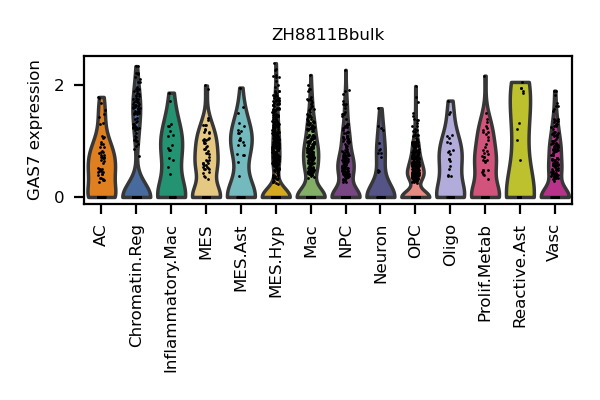 ZH8811Bbulk
GAS7 expression
2
0
AC
Chromatin.Reg
Inflammatory.Mac
MES
MES.Ast
MES.Hyp
Mac
NPC
Neuron
OPC
Oligo
Prolif.Metab
Reactive.Ast
Vasc